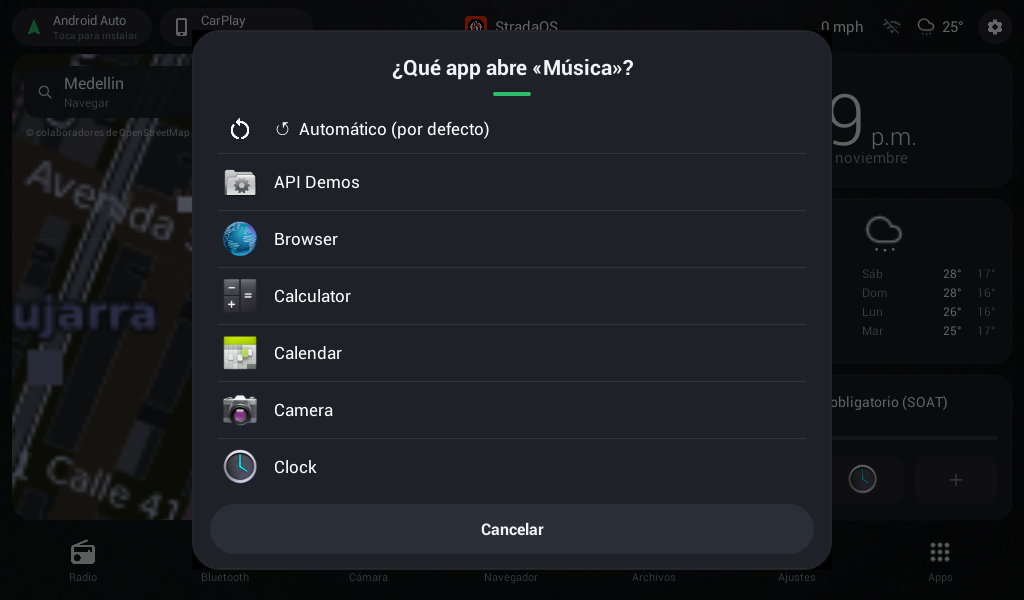 Android Auto
Toca para instalar
CarPlay
StradaOS
0 mph
25°
¿Qué app abre «Música»?
Medellin
Navegar
© colaboradores de OpenStreetMap
Automático (por defecto)
API Demos
Browser
Calculator
Calendar
Camera
Clock
Cancelar
Avenida
ujarra
Calle 41
9 p.m.
noviembre
Sáb 28° 17°
Dom 28° 16°
Lun 26° 16°
Mar 25° 17°
obligatorio (SOAT)
Radio
Bluetooth
Cámara
Navegador
Archivos
Ajustes
Apps